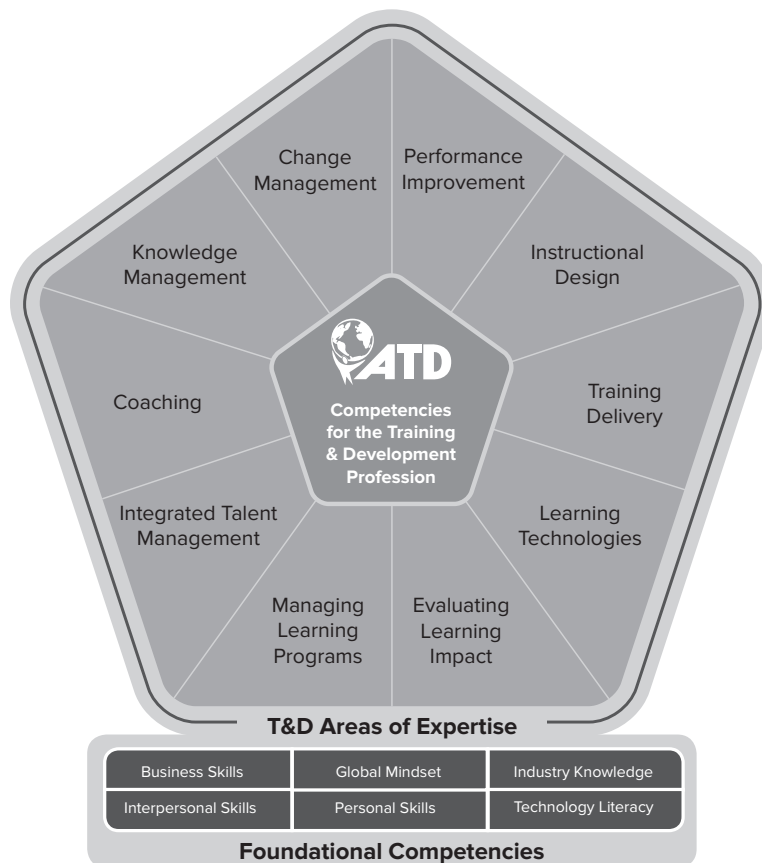 Change
Management
Performance
Improvement
Knowledge
Management
Instructional
Design
Coaching
Training
Delivery
ATD
Competencies
for the Training
& Development
Profession
Integrated Talent
Management
Learning
Technologies
Managing
Learning
Programs
Evaluating
Learning
Impact
T&D Areas of Expertise
Business Skills
Global Mindset
Industry Knowledge
Interpersonal Skills
Personal Skills
Technology Literacy
Foundational Competencies